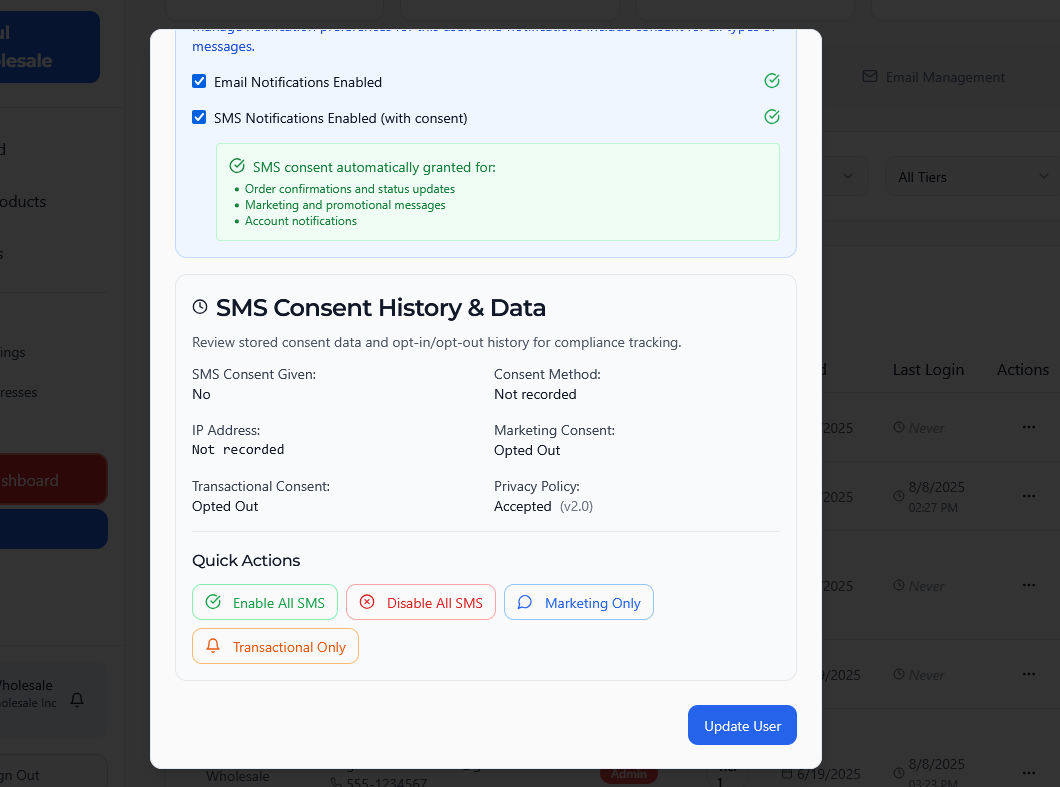 messages.
Email Notifications Enabled
SMS Notifications Enabled (with consent)
SMS consent automatically granted for:
• Order confirmations and status updates
• Marketing and promotional messages
• Account notifications
SMS Consent History & Data
Review stored consent data and opt-in/opt-out history for compliance tracking.
SMS Consent Given:
No
Consent Method:
Not recorded
IP Address:
Not recorded
Marketing Consent:
Opted Out
Transactional Consent:
Opted Out
Privacy Policy:
Accepted (v2.0)
Quick Actions
Enable All SMS
Disable All SMS
Marketing Only
Transactional Only
Update User
Email Management
All Tiers
Last Login
Actions
Never
8/8/2025
02:27 PM
Never
Never
6/19/2025
8/8/2025
03:23 PM
Wholesale
555-1234567
Admin
1